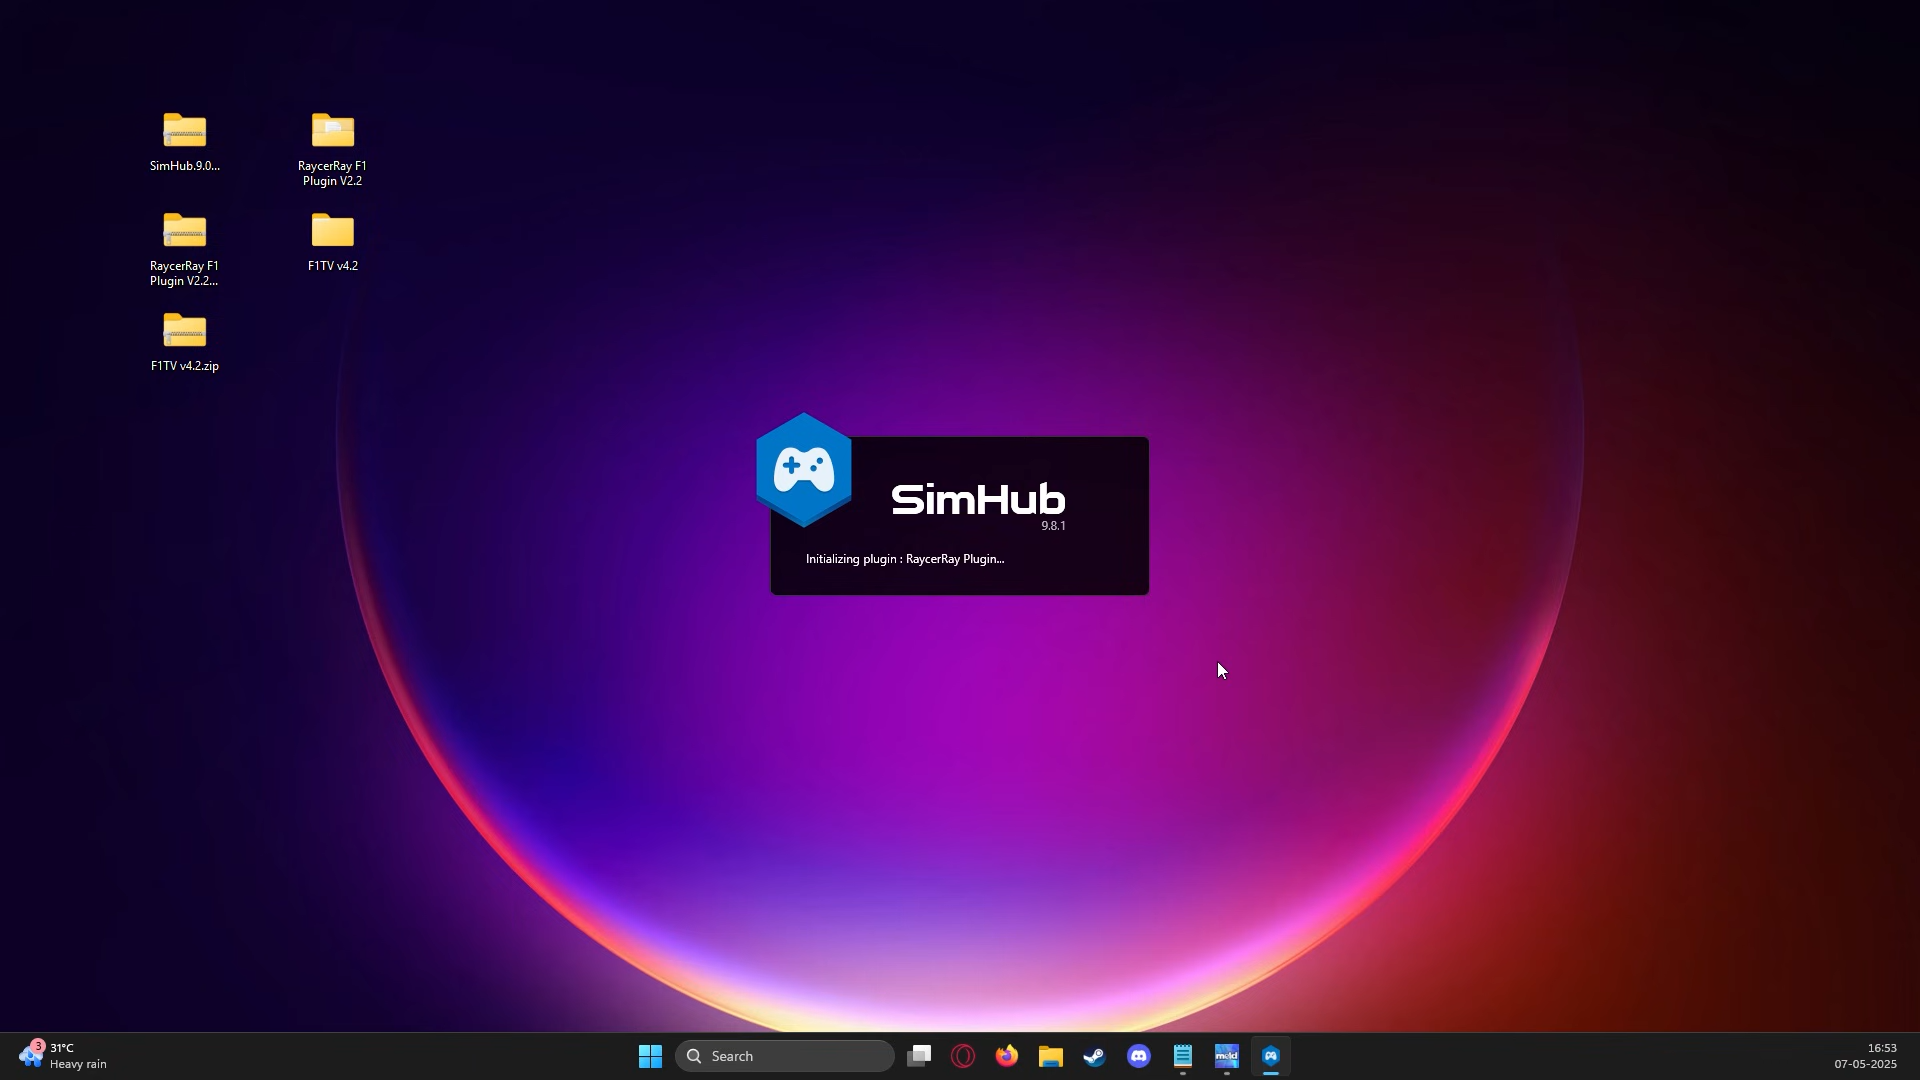 SimHub.9.0...
RaycerRay F1
Plugin V2.2
RaycerRay F1
Plugin V2.2...
F1TV v4.2
F1TV v4.2.zip
SimHub
9.8.1
Initializing plugin : RaycerRay Plugin...
3
31°C
Heavy rain
Search
meld
16:53
07-05-2025